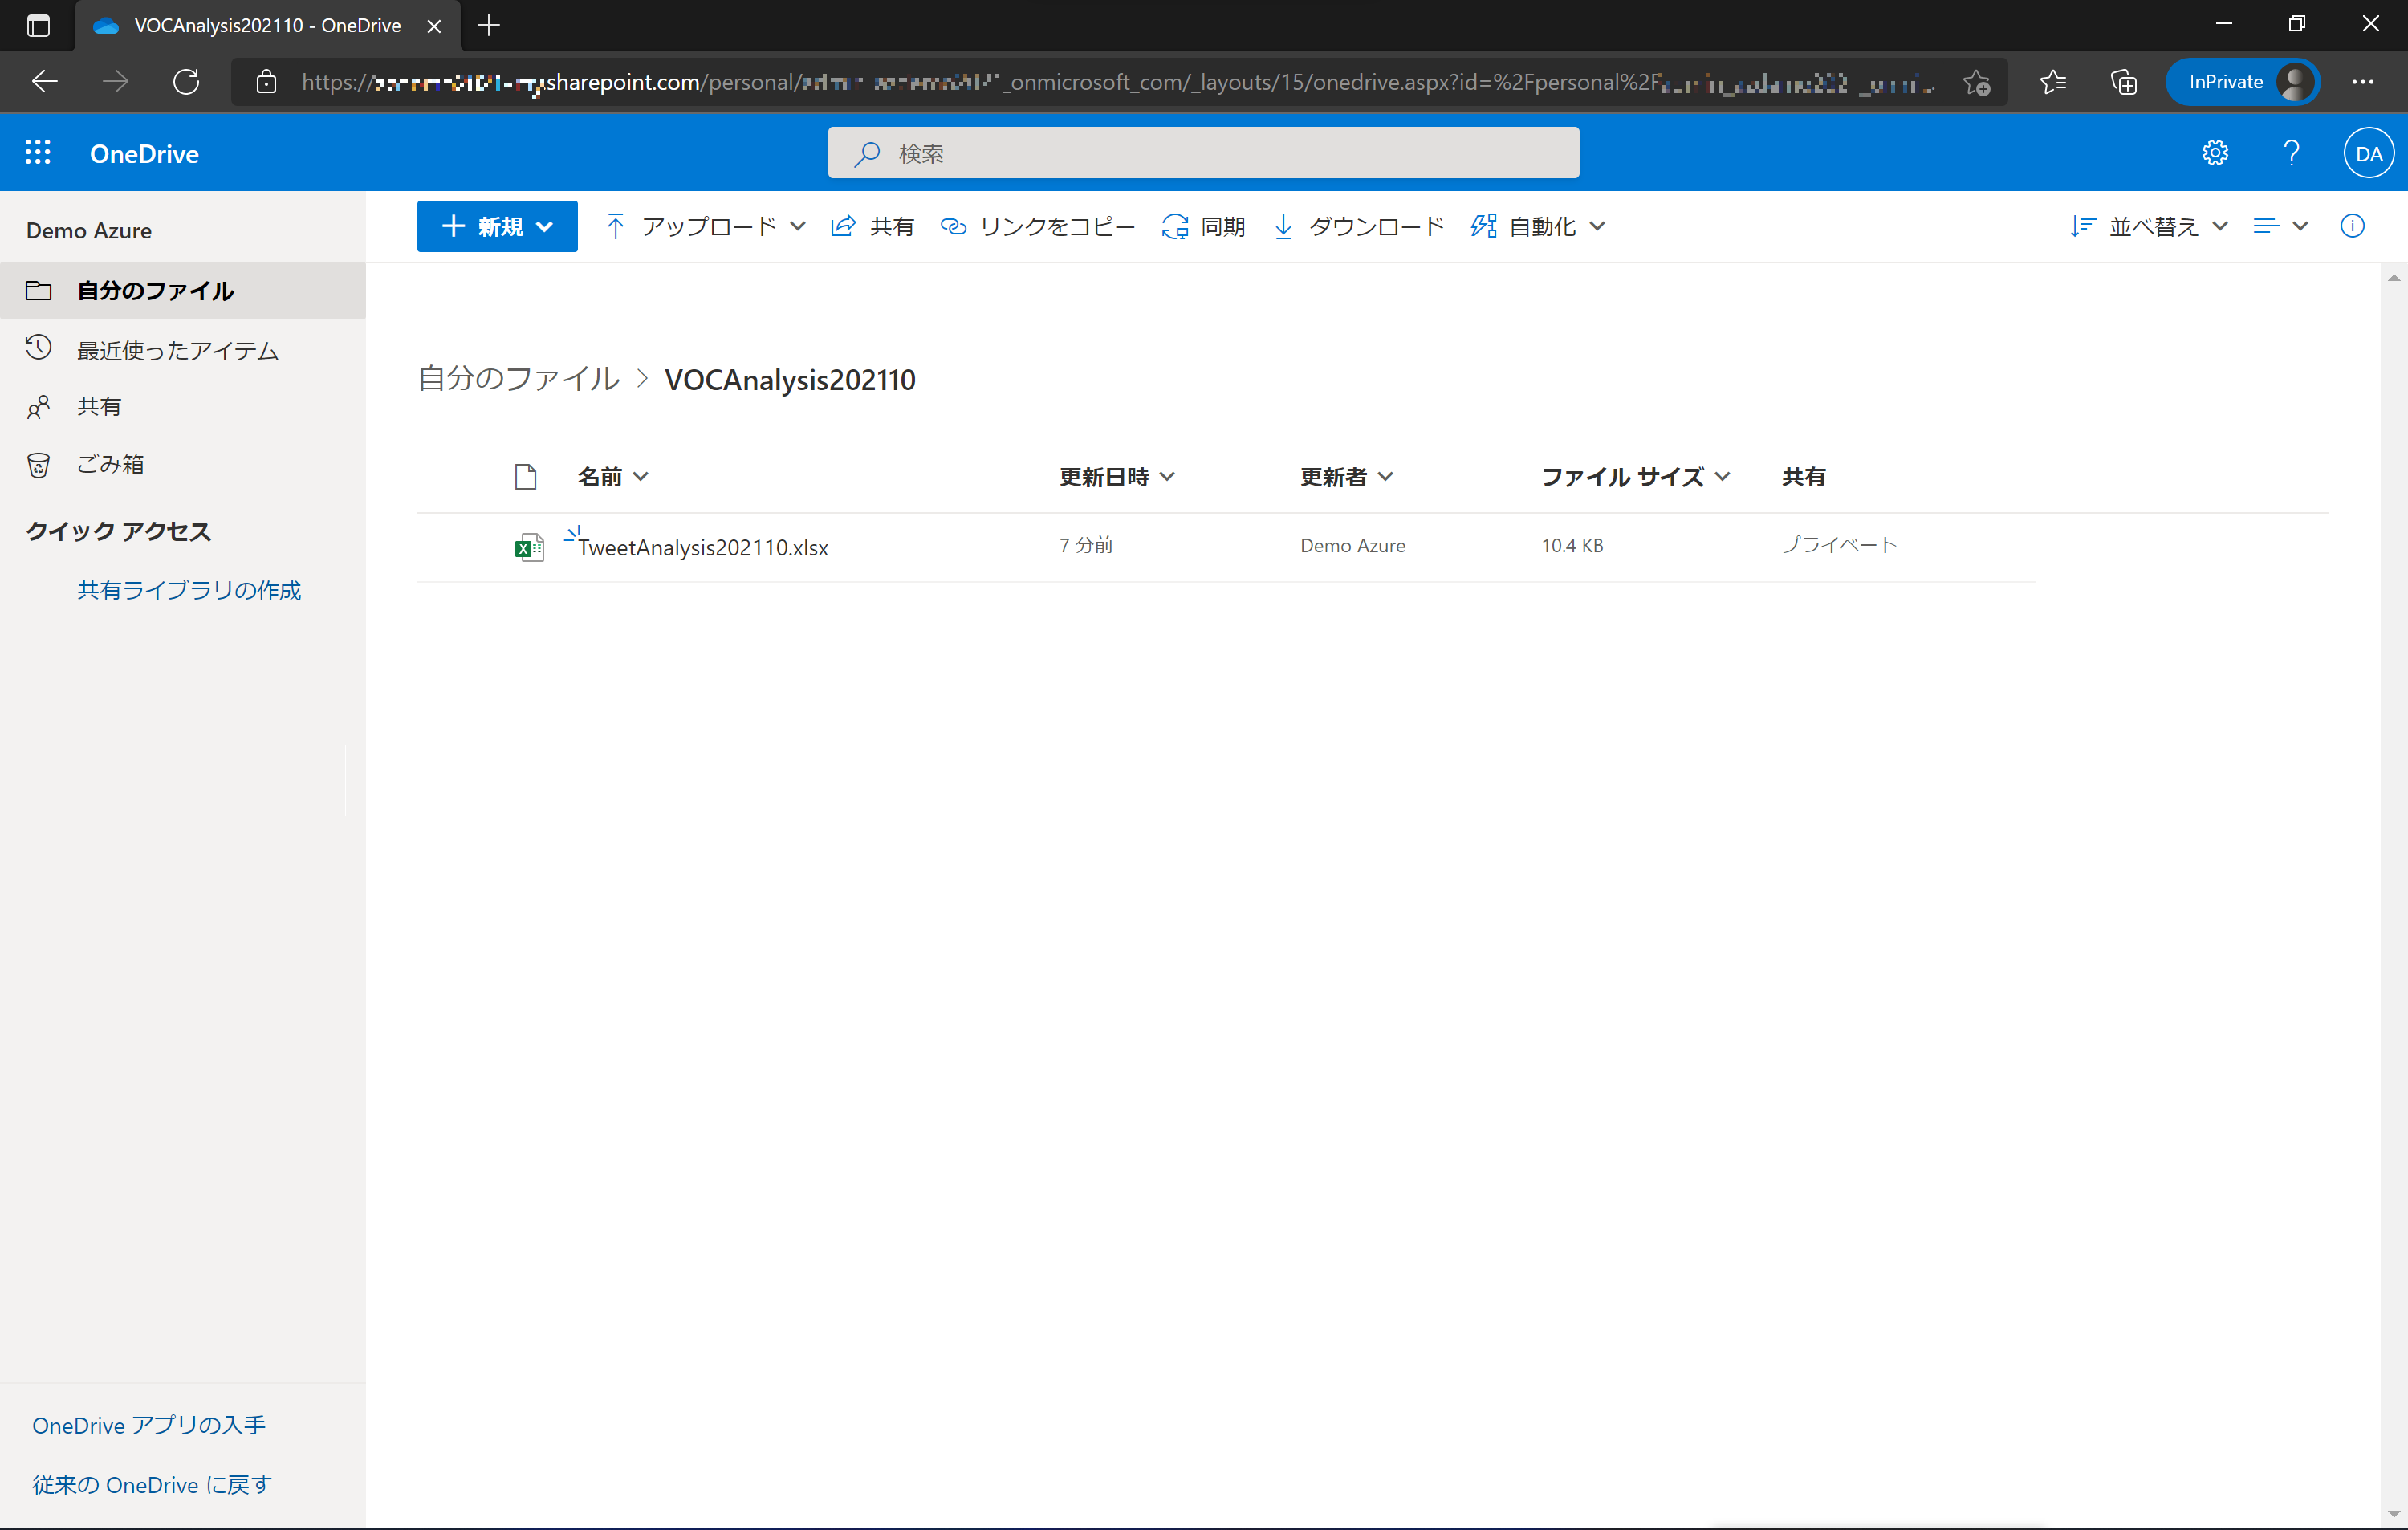 VOCAnalysis202110 - OneDrive
https:// .sharepoint.com/personal/ _onmicrosoft_com/_layouts/15/onedrive.aspx?id=%2Fpersonal%2F
InPrivate
OneDrive
検索
DA
Demo Azure
新規
アップロード
共有
リンクをコピー
同期
ダウンロード
自動化
並べ替え
自分のファイル
最近使ったアイテム
共有
ごみ箱
クイック アクセス
共有ライブラリの作成
自分のファイル > VOCAnalysis202110
名前 更新日時 更新者 ファイル サイズ 共有
TweetAnalysis202110.xlsx 7 分前 Demo Azure 10.4 KB プライベート
OneDrive アプリの入手
従来の OneDrive に戻す